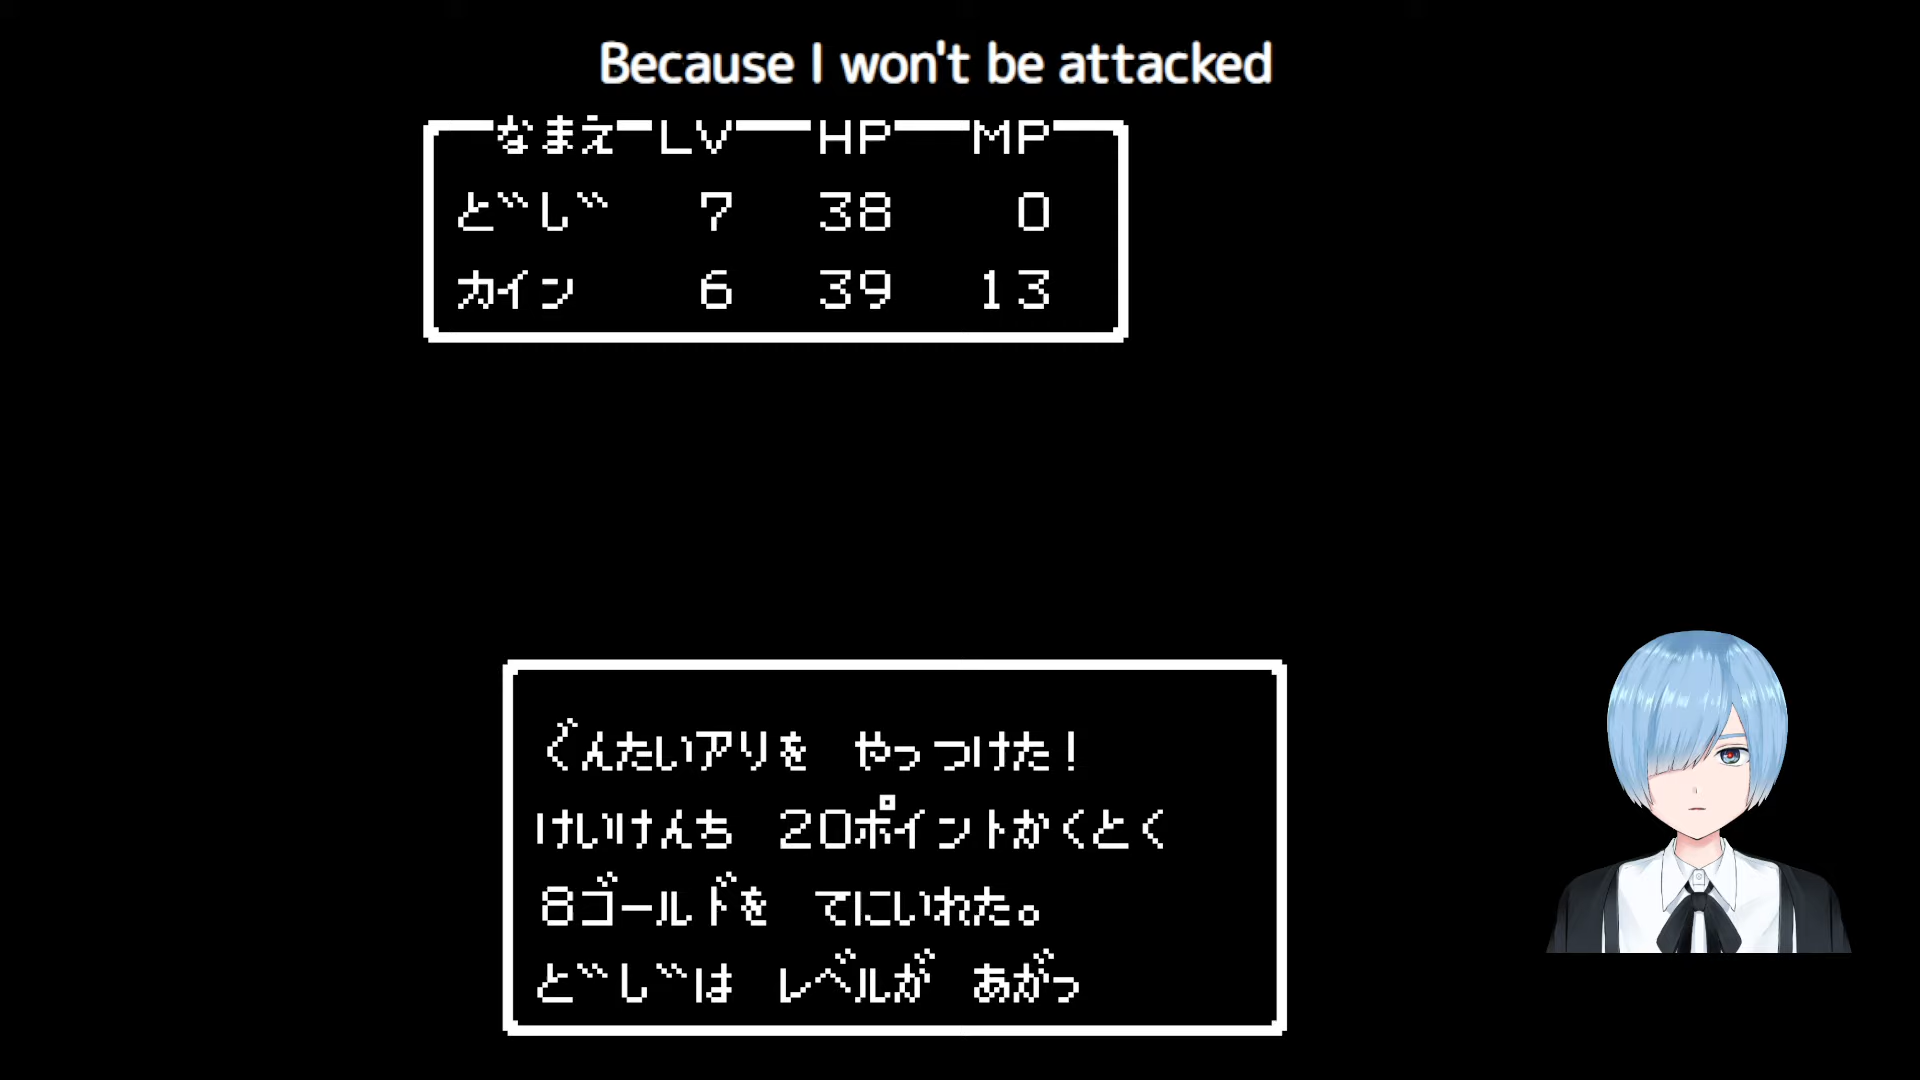 Because I won't be attacked
なまえ LV HP MP
ど゛し゛ 7 38 0
カイン 6 39 13
ぐんたいアリを やっつけた!
けいけんち 20ポイントかくとく
8ゴールドを てにいれた。
ど゛し゛は レベルが あがっ